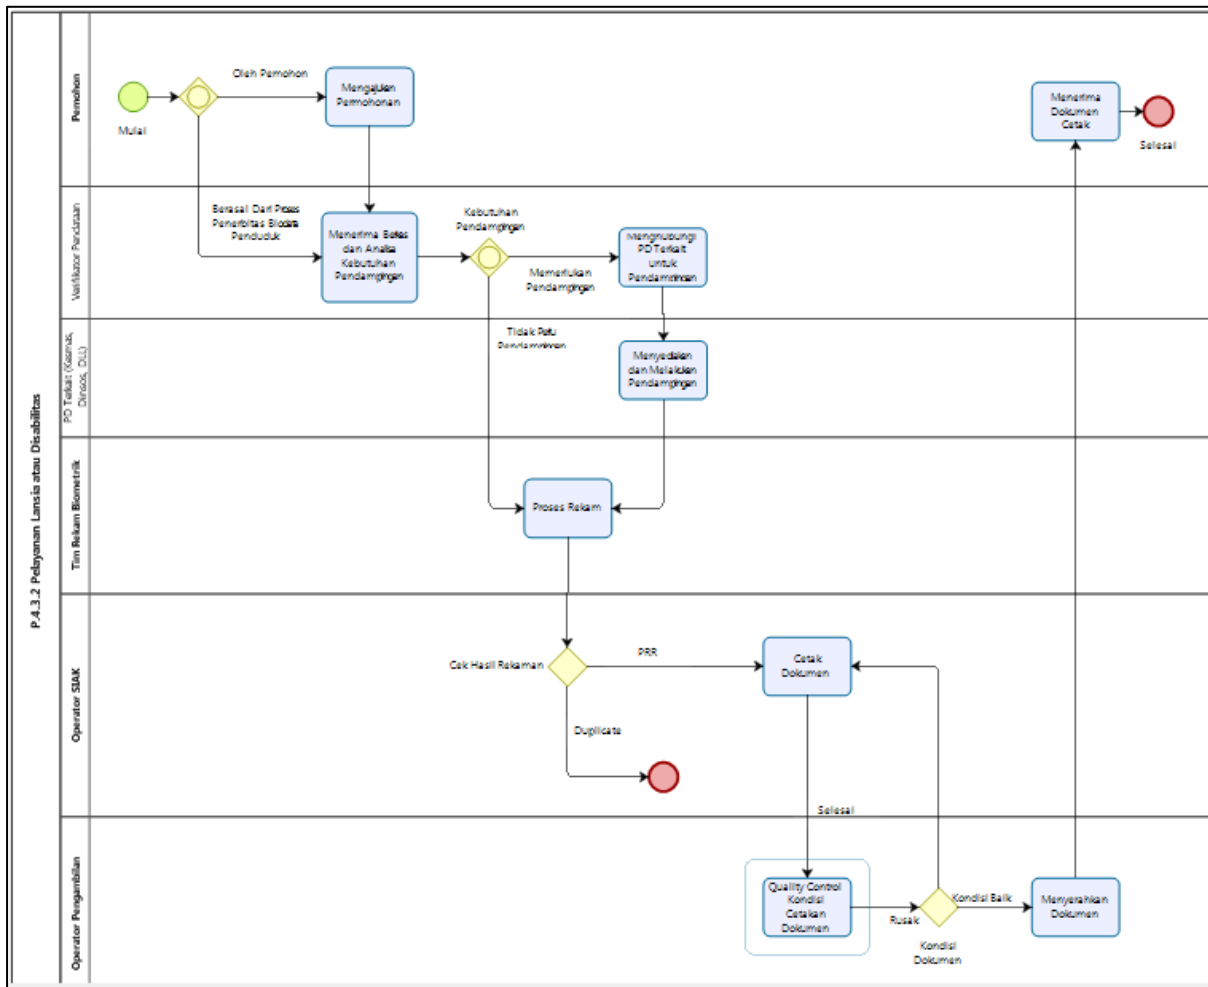 P.4.3.2 Pelayanan Lansia atau Disabilitas
Pemohon
Mulai
Oleh Pemohon
Mengajukan
Permohonan
Menerima
Dokumen
Cetak
Selesai
Verifikator Pendataan
Berasal Dari Proses
Penerbitas Biodata
Penduduk
Menerima Berkas
dan Analisa
Kebutuhan
Pendampingan
Kebutuhan
Pendampingan
Memerlukan
Pendampingan
Menghubungi
PD Terkait
untuk
Pendampingan
Tidak Perlu
Pendampingan
PD Terkait (Kesmas,
Dinsos, DLL)
Menyediakan
dan Melakukan
Pendampingan
Tim Rekam Biometrik
Proses Rekam
Operator SIAK
Cek Hasil Rekaman
PRR
Cetak
Dokumen
Duplicate
Selesai
Operator Pengambilan
Quality Control
Kondisi
Cetakan
Dokumen
Rusak
Kondisi Baik
Kondisi
Dokumen
Menyerahkan
Dokumen